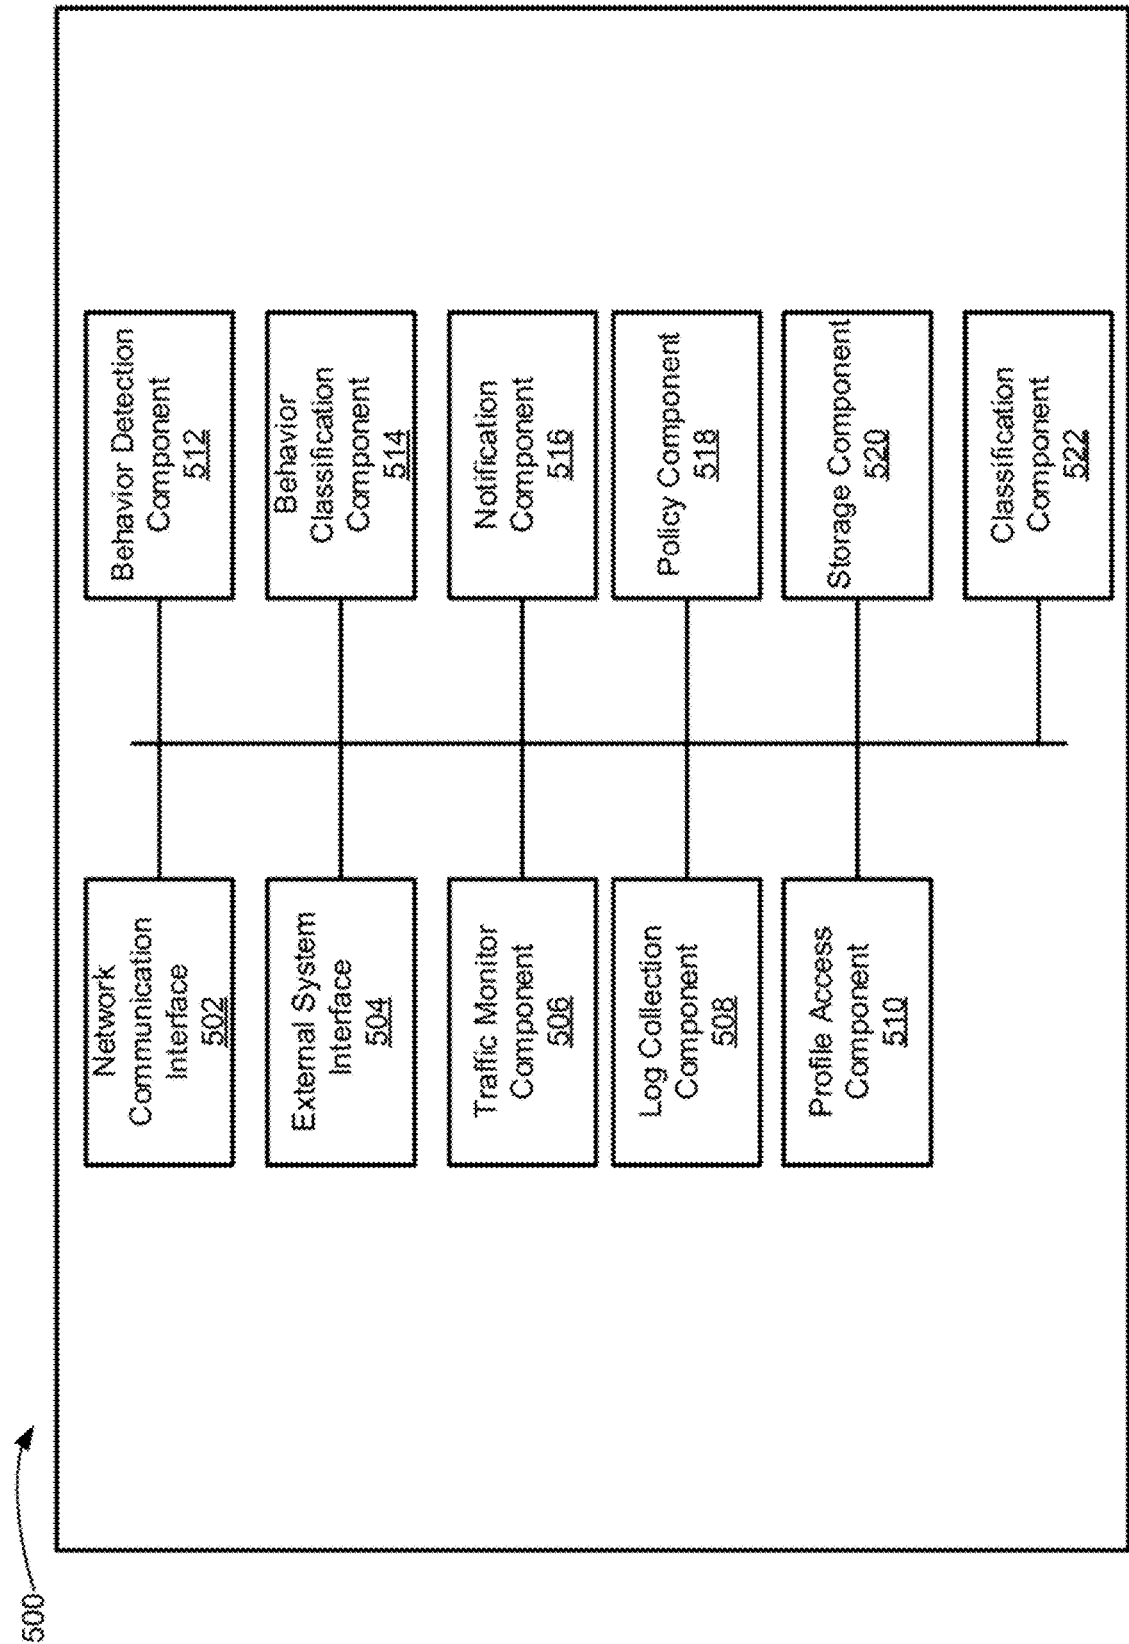 500
Network
Communication
Interface
502
External System
Interface
504
Traffic Monitor
Component
506
Log Collection
Component
508
Profile Access
Component
510
Behavior Detection
Component
512
Behavior
Classification
Component
514
Notification
Component
516
Policy Component
518
Storage Component
520
Classification
Component
522